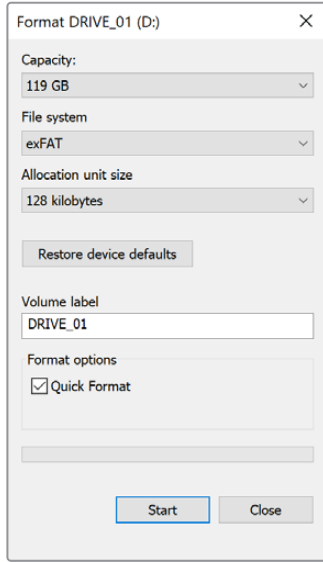 Format DRIVE_01 (D:)
Capacity:
119 GB
File system
exFAT
Allocation unit size
128 kilobytes
Restore device defaults
Volume label
DRIVE_01
Format options
Quick Format
Start Close